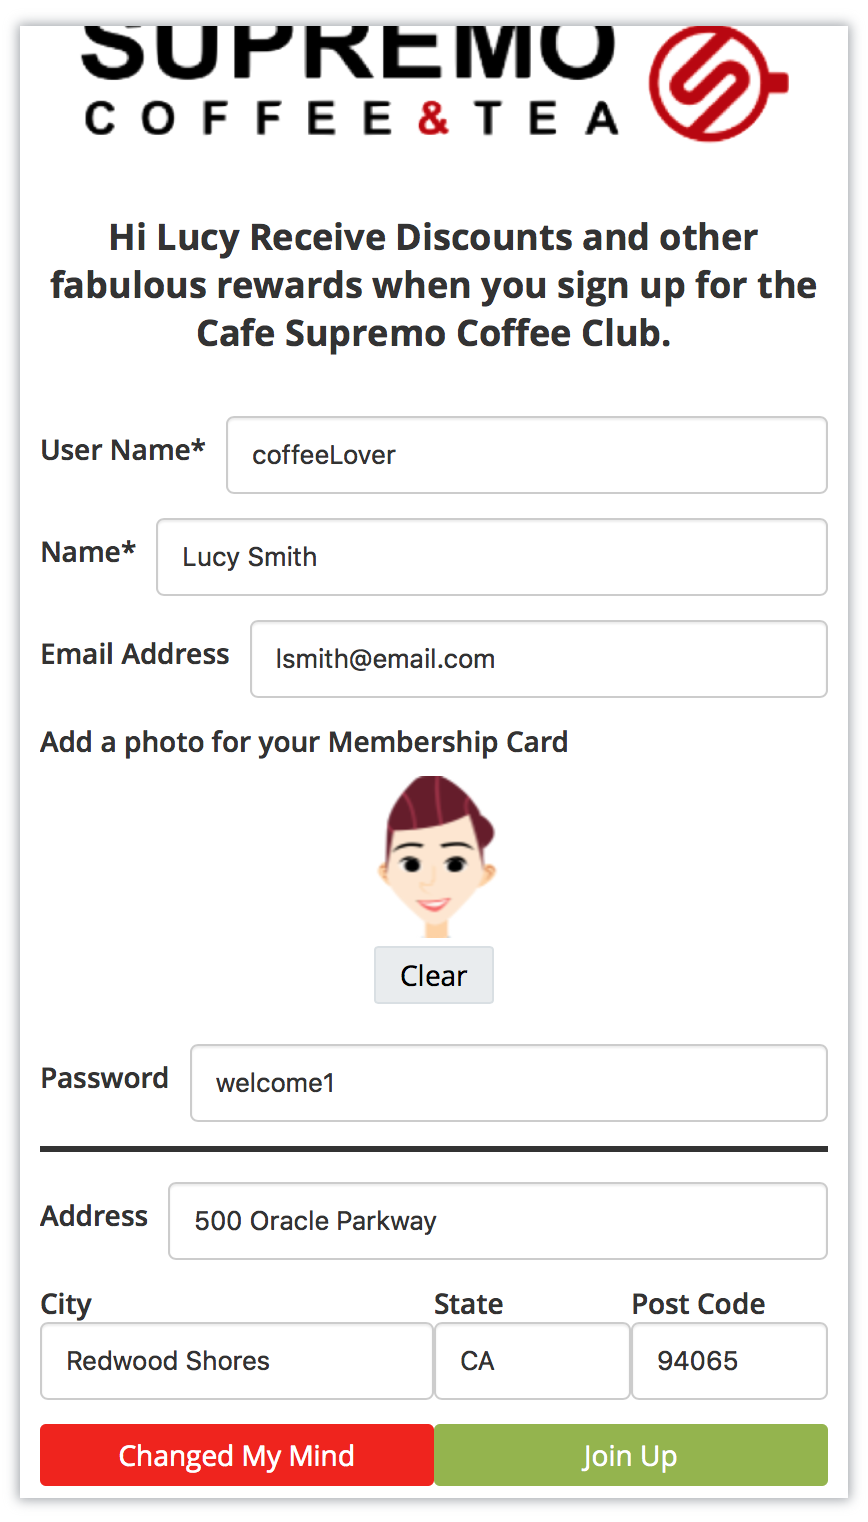 SUPREMO
COFFEE&TEA
Hi Lucy Receive Discounts and other
fabulous rewards when you sign up for the
Cafe Supremo Coffee Club.
User Name* coffeeLover
Name* Lucy Smith
Email Address lsmith@email.com
Add a photo for your Membership Card
Clear
Password welcome1
Address 500 Oracle Parkway
City State Post Code
Redwood Shores CA 94065
Changed My Mind Join Up